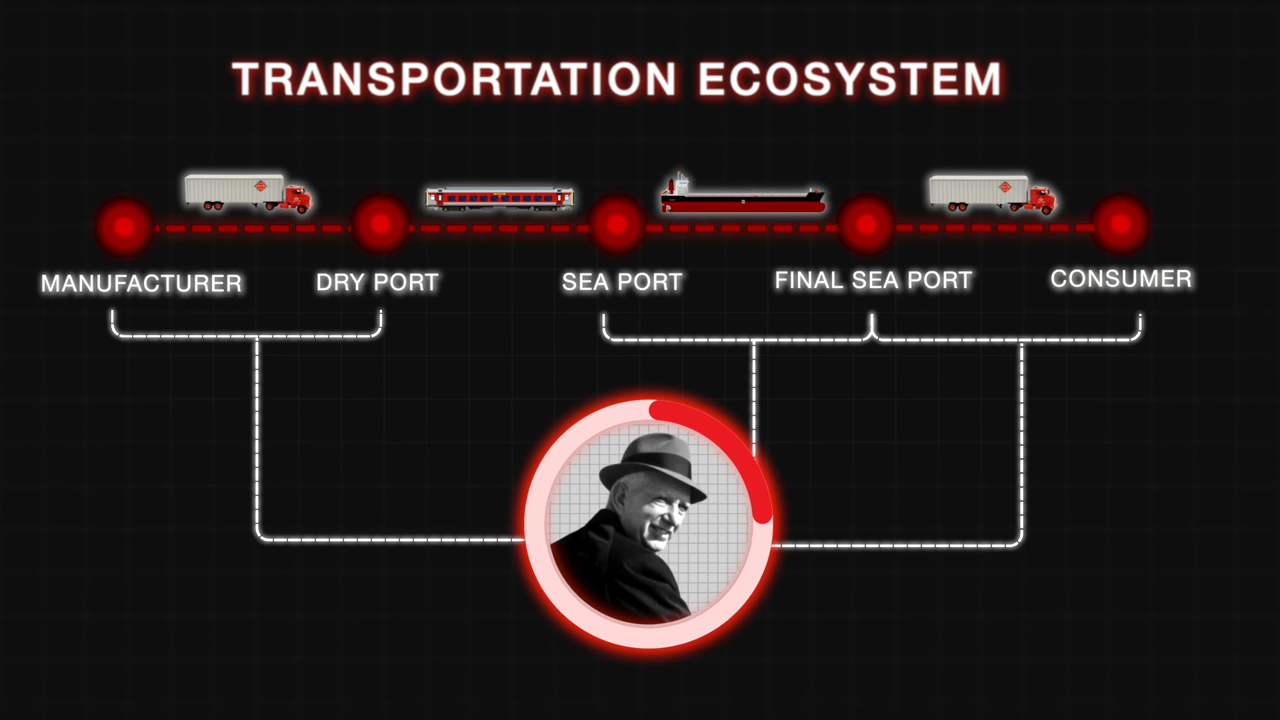 TRANSPORTATION ECOSYSTEM
MANUFACTURER
DRY PORT
SEA PORT
FINAL SEA PORT
CONSUMER